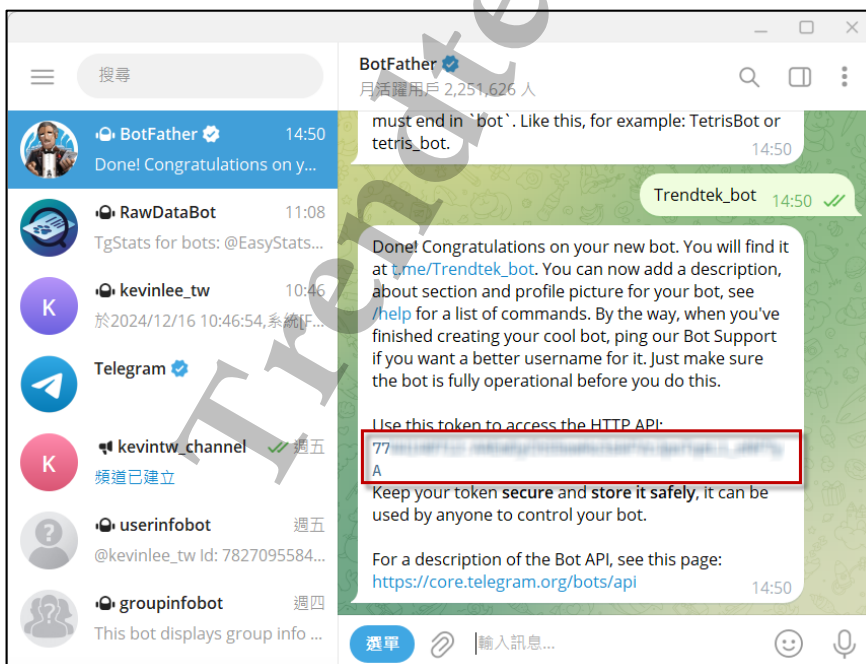 搜尋
BotFather
14:50
Done! Congratulations on y...
RawDataBot
11:08
TgStats for bots: @EasyStats...
K
kevinlee_tw
10:46
於2024/12/16 10:46:54,系統[F...
Telegram
K
kevintw_channel
週五
頻道已建立
userinfobot
週五
@kevinlee_tw Id: 7827095584...
groupinfobot
週四
This bot displays group info ...
BotFather
月活躍用戶 2,251,626 人
must end in `bot`. Like this, for example: TetrisBot or
tetris_bot.
14:50
Trendtek_bot 14:50
Done! Congratulations on your new bot. You will find it
at t.me/Trendtek_bot. You can now add a description,
about section and profile picture for your bot, see
/help for a list of commands. By the way, when you've
finished creating your cool bot, ping our Bot Support
if you want a better username for it. Just make sure
the bot is fully operational before you do this.
Use this token to access the HTTP API:
77
A
Keep your token secure and store it safely, it can be
used by anyone to control your bot.
For a description of the Bot API, see this page:
https://core.telegram.org/bots/api
14:50
選單
輸入訊息...
Trendte